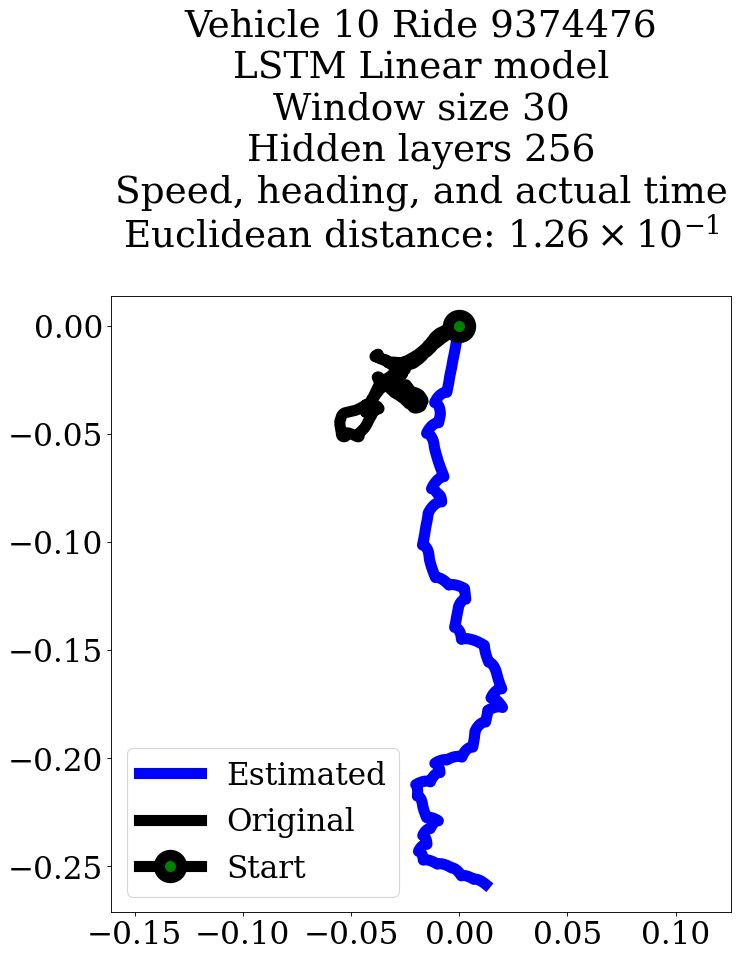 Vehicle 10 Ride 9374476
LSTM Linear model
Window size 30
Hidden layers 256
Speed, heading, and actual time
Euclidean distance: 1.26 × 10⁻¹
0.00
−0.05
−0.10
−0.15
−0.20
−0.25
Estimated
Original
Start
−0.15 −0.10 −0.05 0.00 0.05 0.10